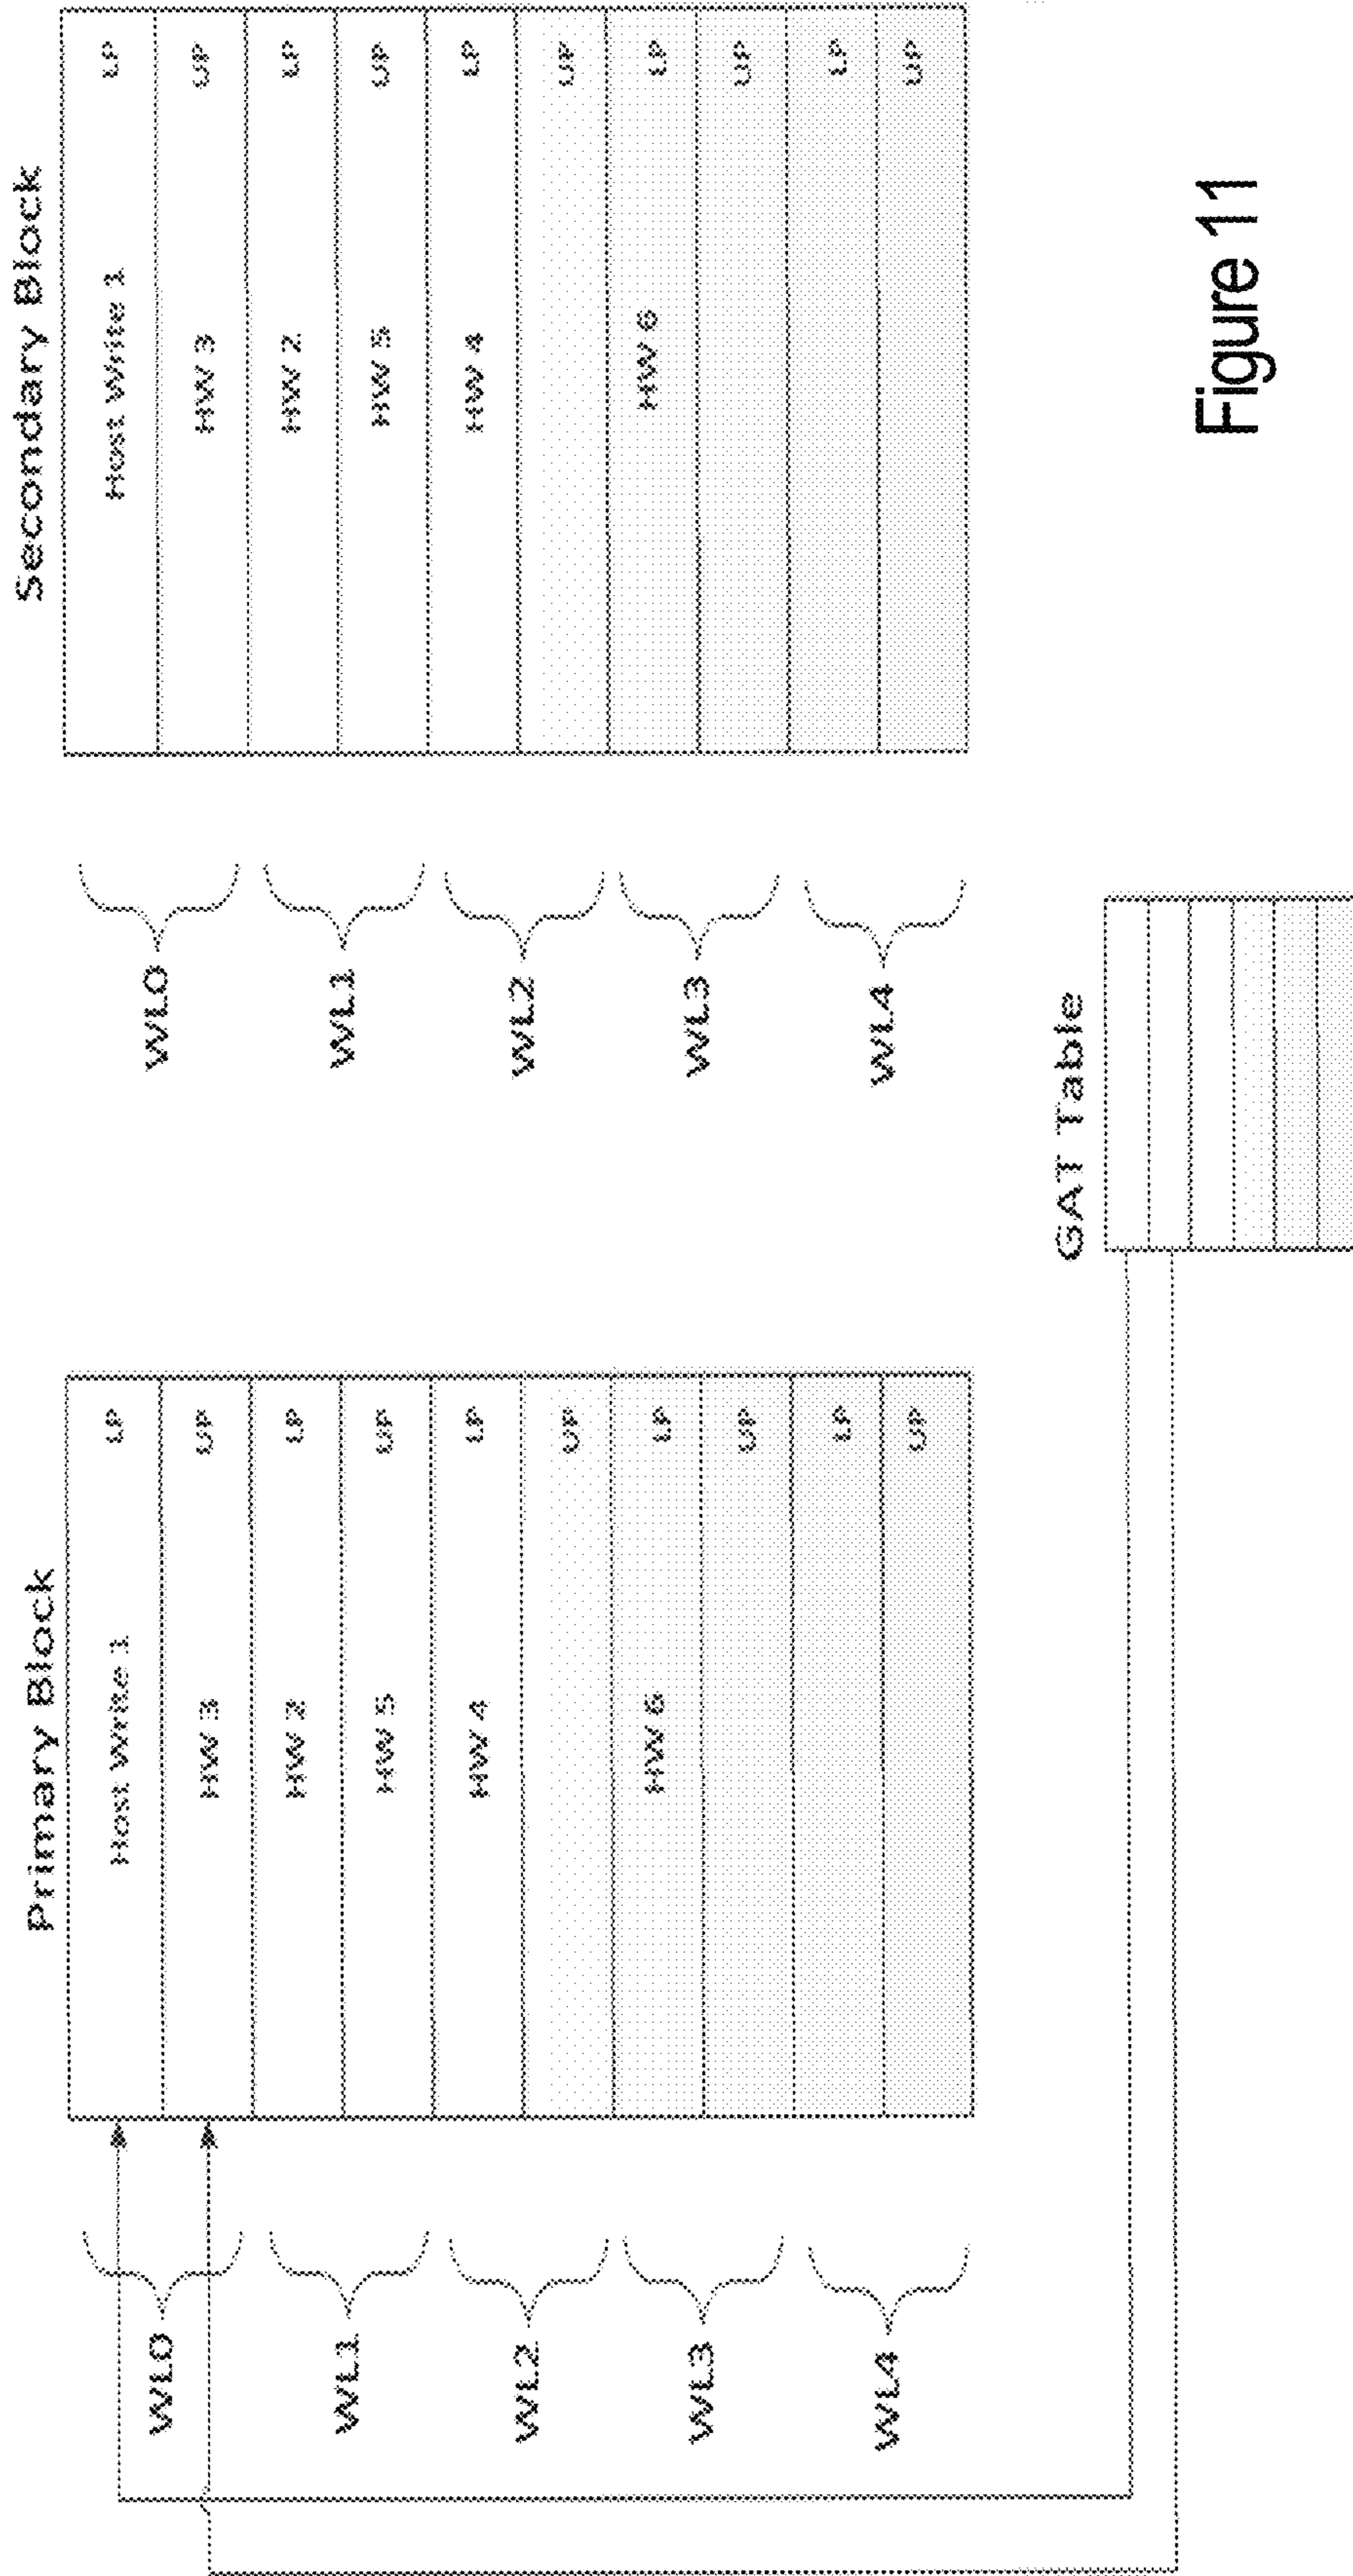 Primary Block
WL0
Host Write 1 LP
HW 3 UP
WL1
HW 2 LP
HW 5 UP
WL2
HW 4 LP
UP
WL3
HW 6 LP
UP
WL4
LP
UP
Secondary Block
WL0
Host Write 1 LP
HW 3 UP
WL1
HW 2 LP
HW 5 UP
WL2
HW 4 LP
UP
WL3
HW 6 LP
UP
WL4
LP
UP
GAT Table
Figure 11